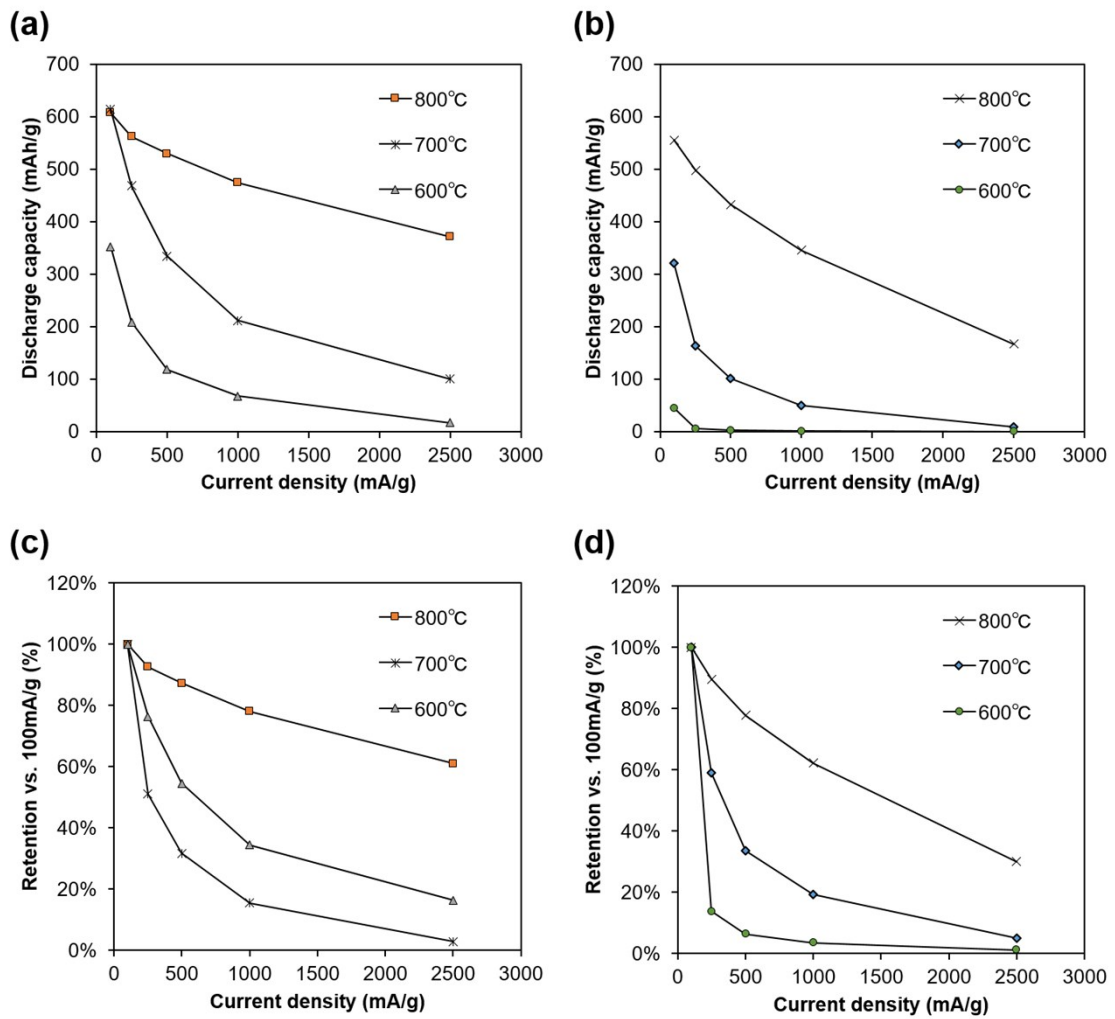 (a)
700
600
500
400
300
200
100
0
0 500 1000 1500 2000 2500 3000
Discharge capacity (mAh/g)
Current density (mA/g)
800℃
700℃
600℃
(b)
700
600
500
400
300
200
100
0
0 500 1000 1500 2000 2500 3000
Discharge capacity (mAh/g)
Current density (mA/g)
800℃
700℃
600℃
(c)
120%
100%
80%
60%
40%
20%
0%
0 500 1000 1500 2000 2500 3000
Retention vs. 100mA/g (%)
Current density (mA/g)
800℃
700℃
600℃
(d)
120%
100%
80%
60%
40%
20%
0%
0 500 1000 1500 2000 2500 3000
Retention vs. 100mA/g (%)
Current density (mA/g)
800℃
700℃
600℃